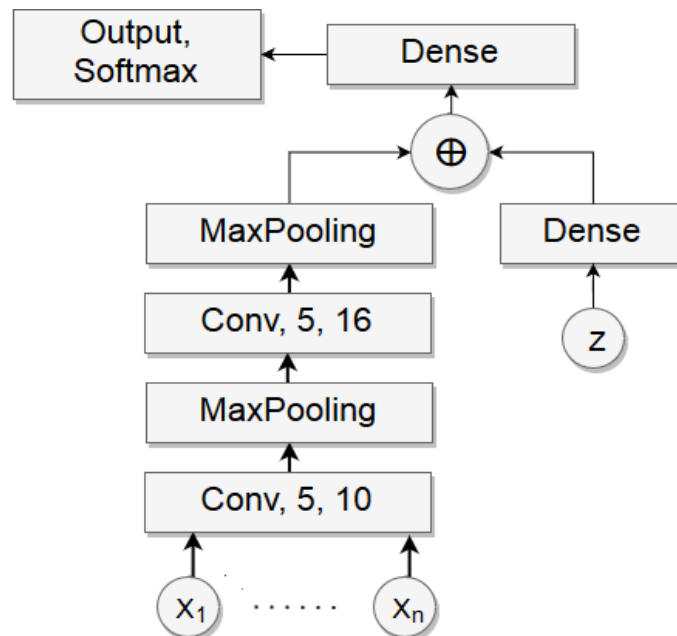 Output,
Softmax
Dense
⊕
MaxPooling
Dense
Conv, 5, 16
z
MaxPooling
Conv, 5, 10
X1 ...... Xn